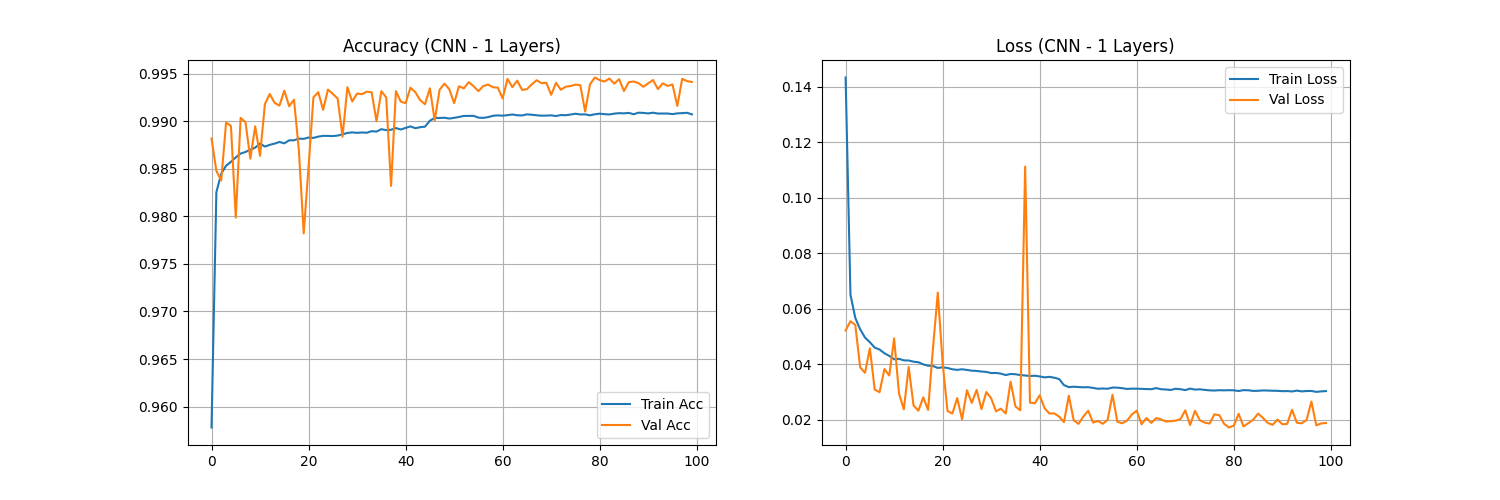 Accuracy (CNN - 1 Layers)
0.995
0.990
0.985
0.980
0.975
0.970
0.965
0.960
0 20 40 60 80 100
Train Acc
Val Acc
Loss (CNN - 1 Layers)
0.14
0.12
0.10
0.08
0.06
0.04
0.02
0 20 40 60 80 100
Train Loss
Val Loss